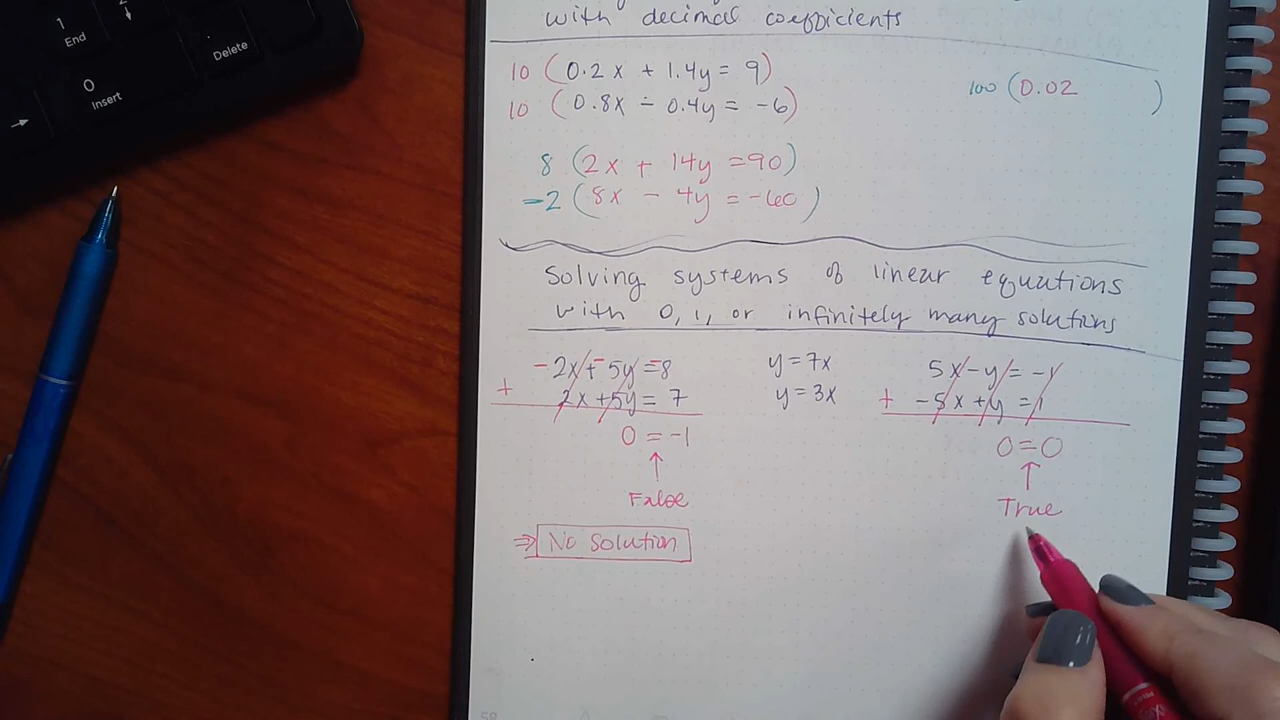 1
End
2
Delete
0
Insert
with decimal coefficients
10 (0.2x + 1.4y = 9)
10 (0.8x - 0.4y = -6)
100 (0.02 )
8 (2x + 14y = 90)
-2 (8x - 4y = -60)
Solving systems of linear equations
with 0, 1, or infinitely many solutions
-2x + -5y = -8
+ 2x + 5y = 7
0 = -1
False
⇒ No Solution
y = 7x
y = 3x
5x - y = -1
+ -5x + y = 1
0 = 0
True
58